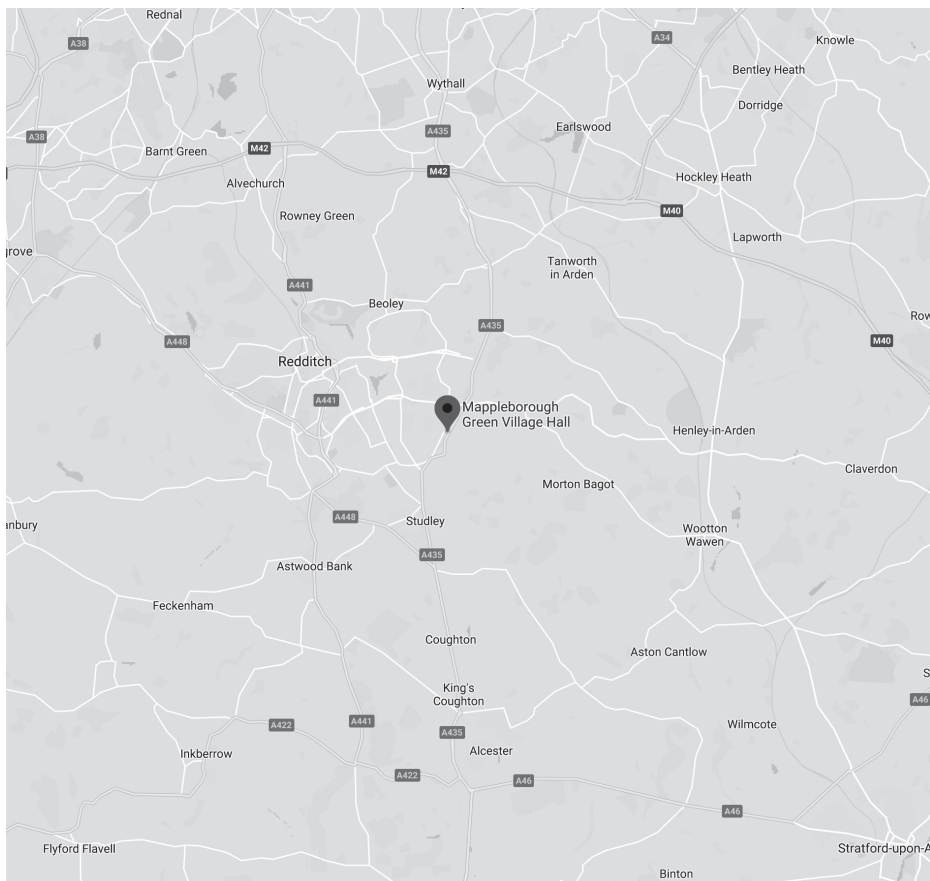 Rednal
A38
A34
Knowle
Wythall
Bentley Heath
Dorridge
A435
Earlswood
A38
Barnt Green
M42
M42
Alvechurch
Hockley Heath
Rowney Green
M40
Lapworth
grove
Tanworth
in Arden
A441
Beoley
Row
A435
A448
M40
Redditch
A441
Mappleborough
Green Village Hall
Henley-in-Arden
Claverdon
Morton Bagot
A448
Studley
anbury
Wootton
Wawen
A435
Astwood Bank
Feckenham
Coughton
Aston Cantlow
S
King's
Coughton
A46
A422
A441
Wilmcote
A435
Inkberrow
Alcester
A422
A46
A46
Flyford Flavell
Stratford-upon-A
Binton